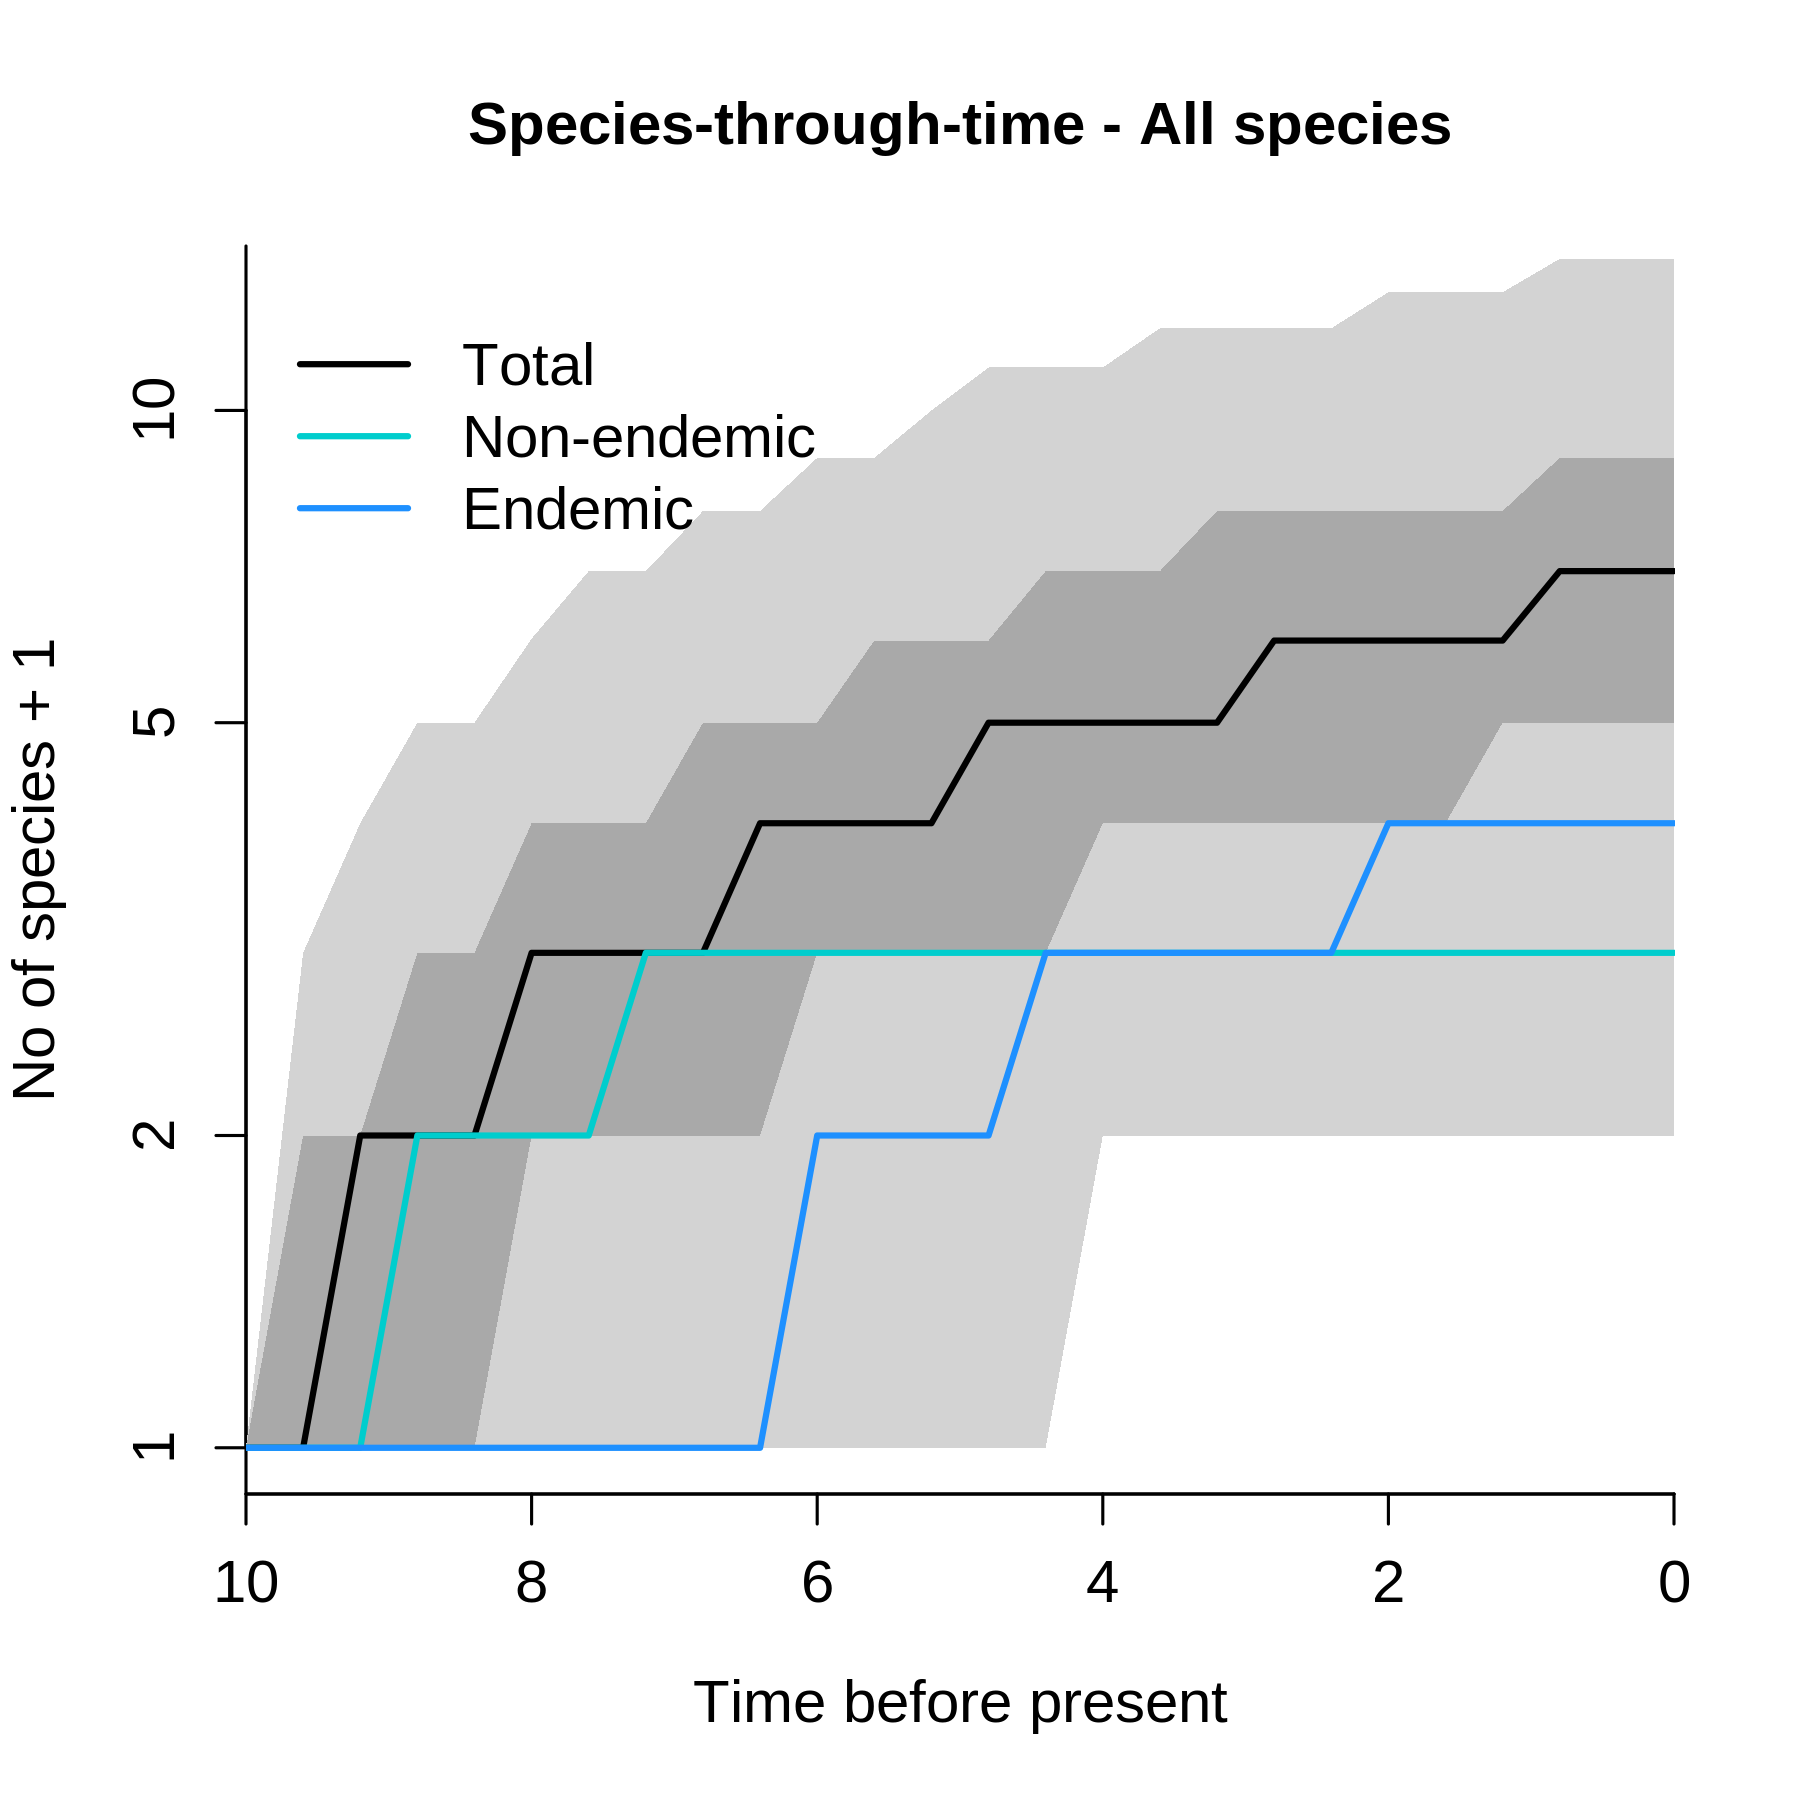 Species-through-time - All species
Total
Non-endemic
Endemic
No of species + 1
10
5
2
1
10 8 6 4 2 0
Time before present